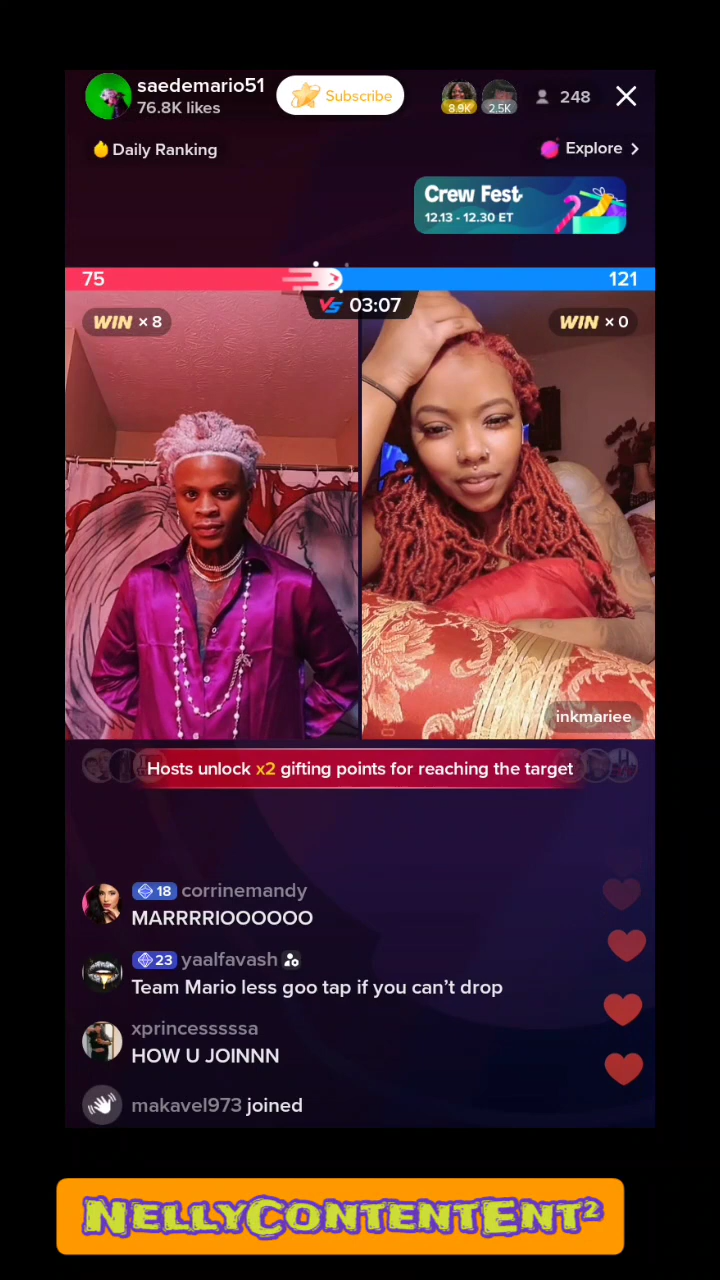 saedemario51
76.8K likes
Subscribe
8.9K
2.5K
248
Daily Ranking
Explore
Crew Fest
12.13 - 12.30 ET
75
121
VS 03:07
WIN × 8
WIN × 0
inkmariee
Hosts unlock x2 gifting points for reaching the target
18 corrinemandy
MARRRRIOOOOOO
23 yaalfavash
Team Mario less goo tap if you can’t drop
xprincesssssa
HOW U JOINNN
makavel973 joined
NELLYCONTENTENT²